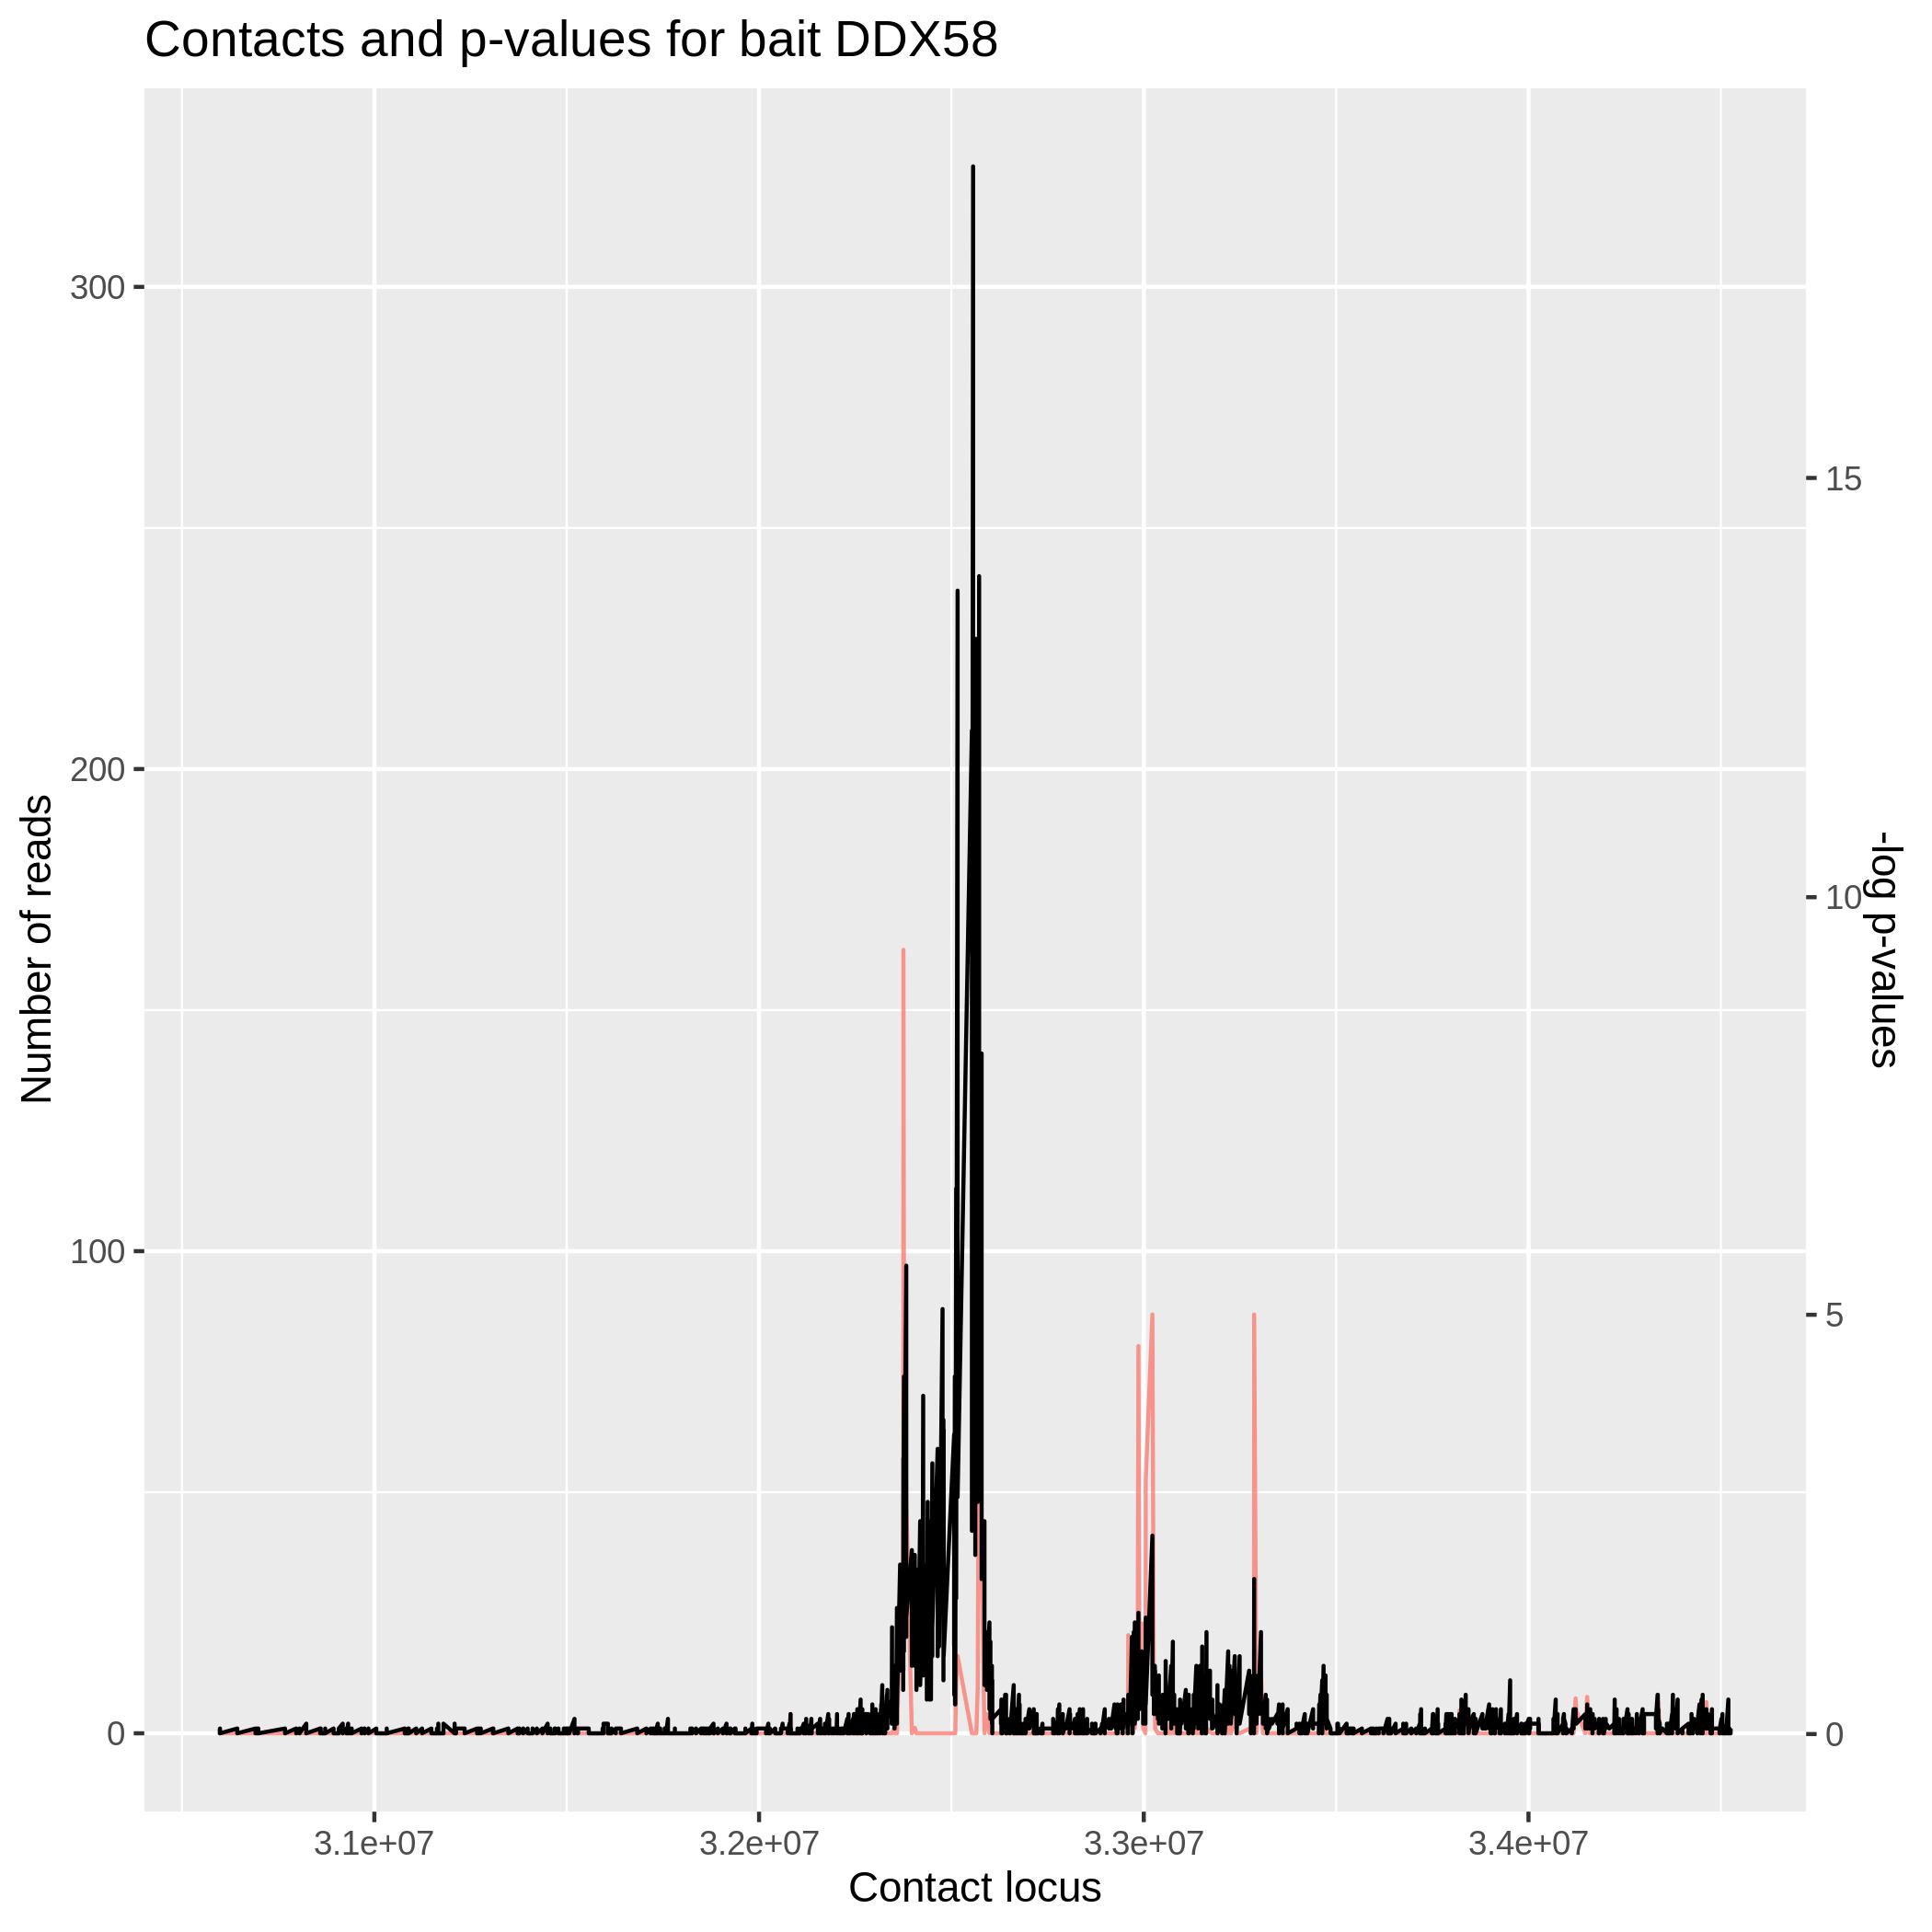 Contacts and p-values for bait DDX58
300
200
100
0
Number of reads
15
10
5
0
-log p-values
3.1e+07
3.2e+07
3.3e+07
3.4e+07
Contact locus